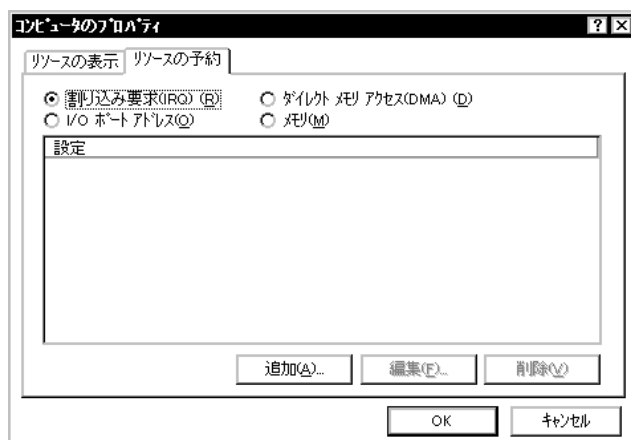 コンピュータのプロパティ
リソースの表示 リソースの予約
割り込み要求(IRQ) (R) ダイレクト メモリ アクセス(DMA) (D)
I/O ポート アドレス(O) メモリ(M)
設定
追加(A)... 編集(F)... 削除(V)
OK キャンセル